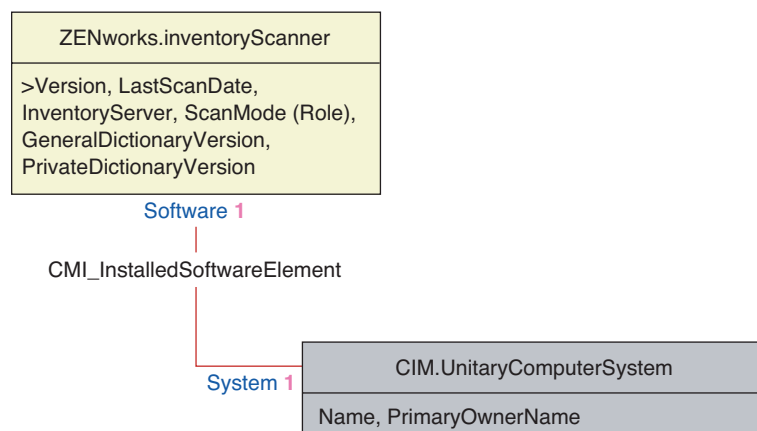 ZENworks.inventoryScanner
>Version, LastScanDate,
InventoryServer, ScanMode (Role),
GeneralDictionaryVersion,
PrivateDictionaryVersion
Software 1
CMI_InstalledSoftwareElement
System 1
CIM.UnitaryComputerSystem
Name, PrimaryOwnerName